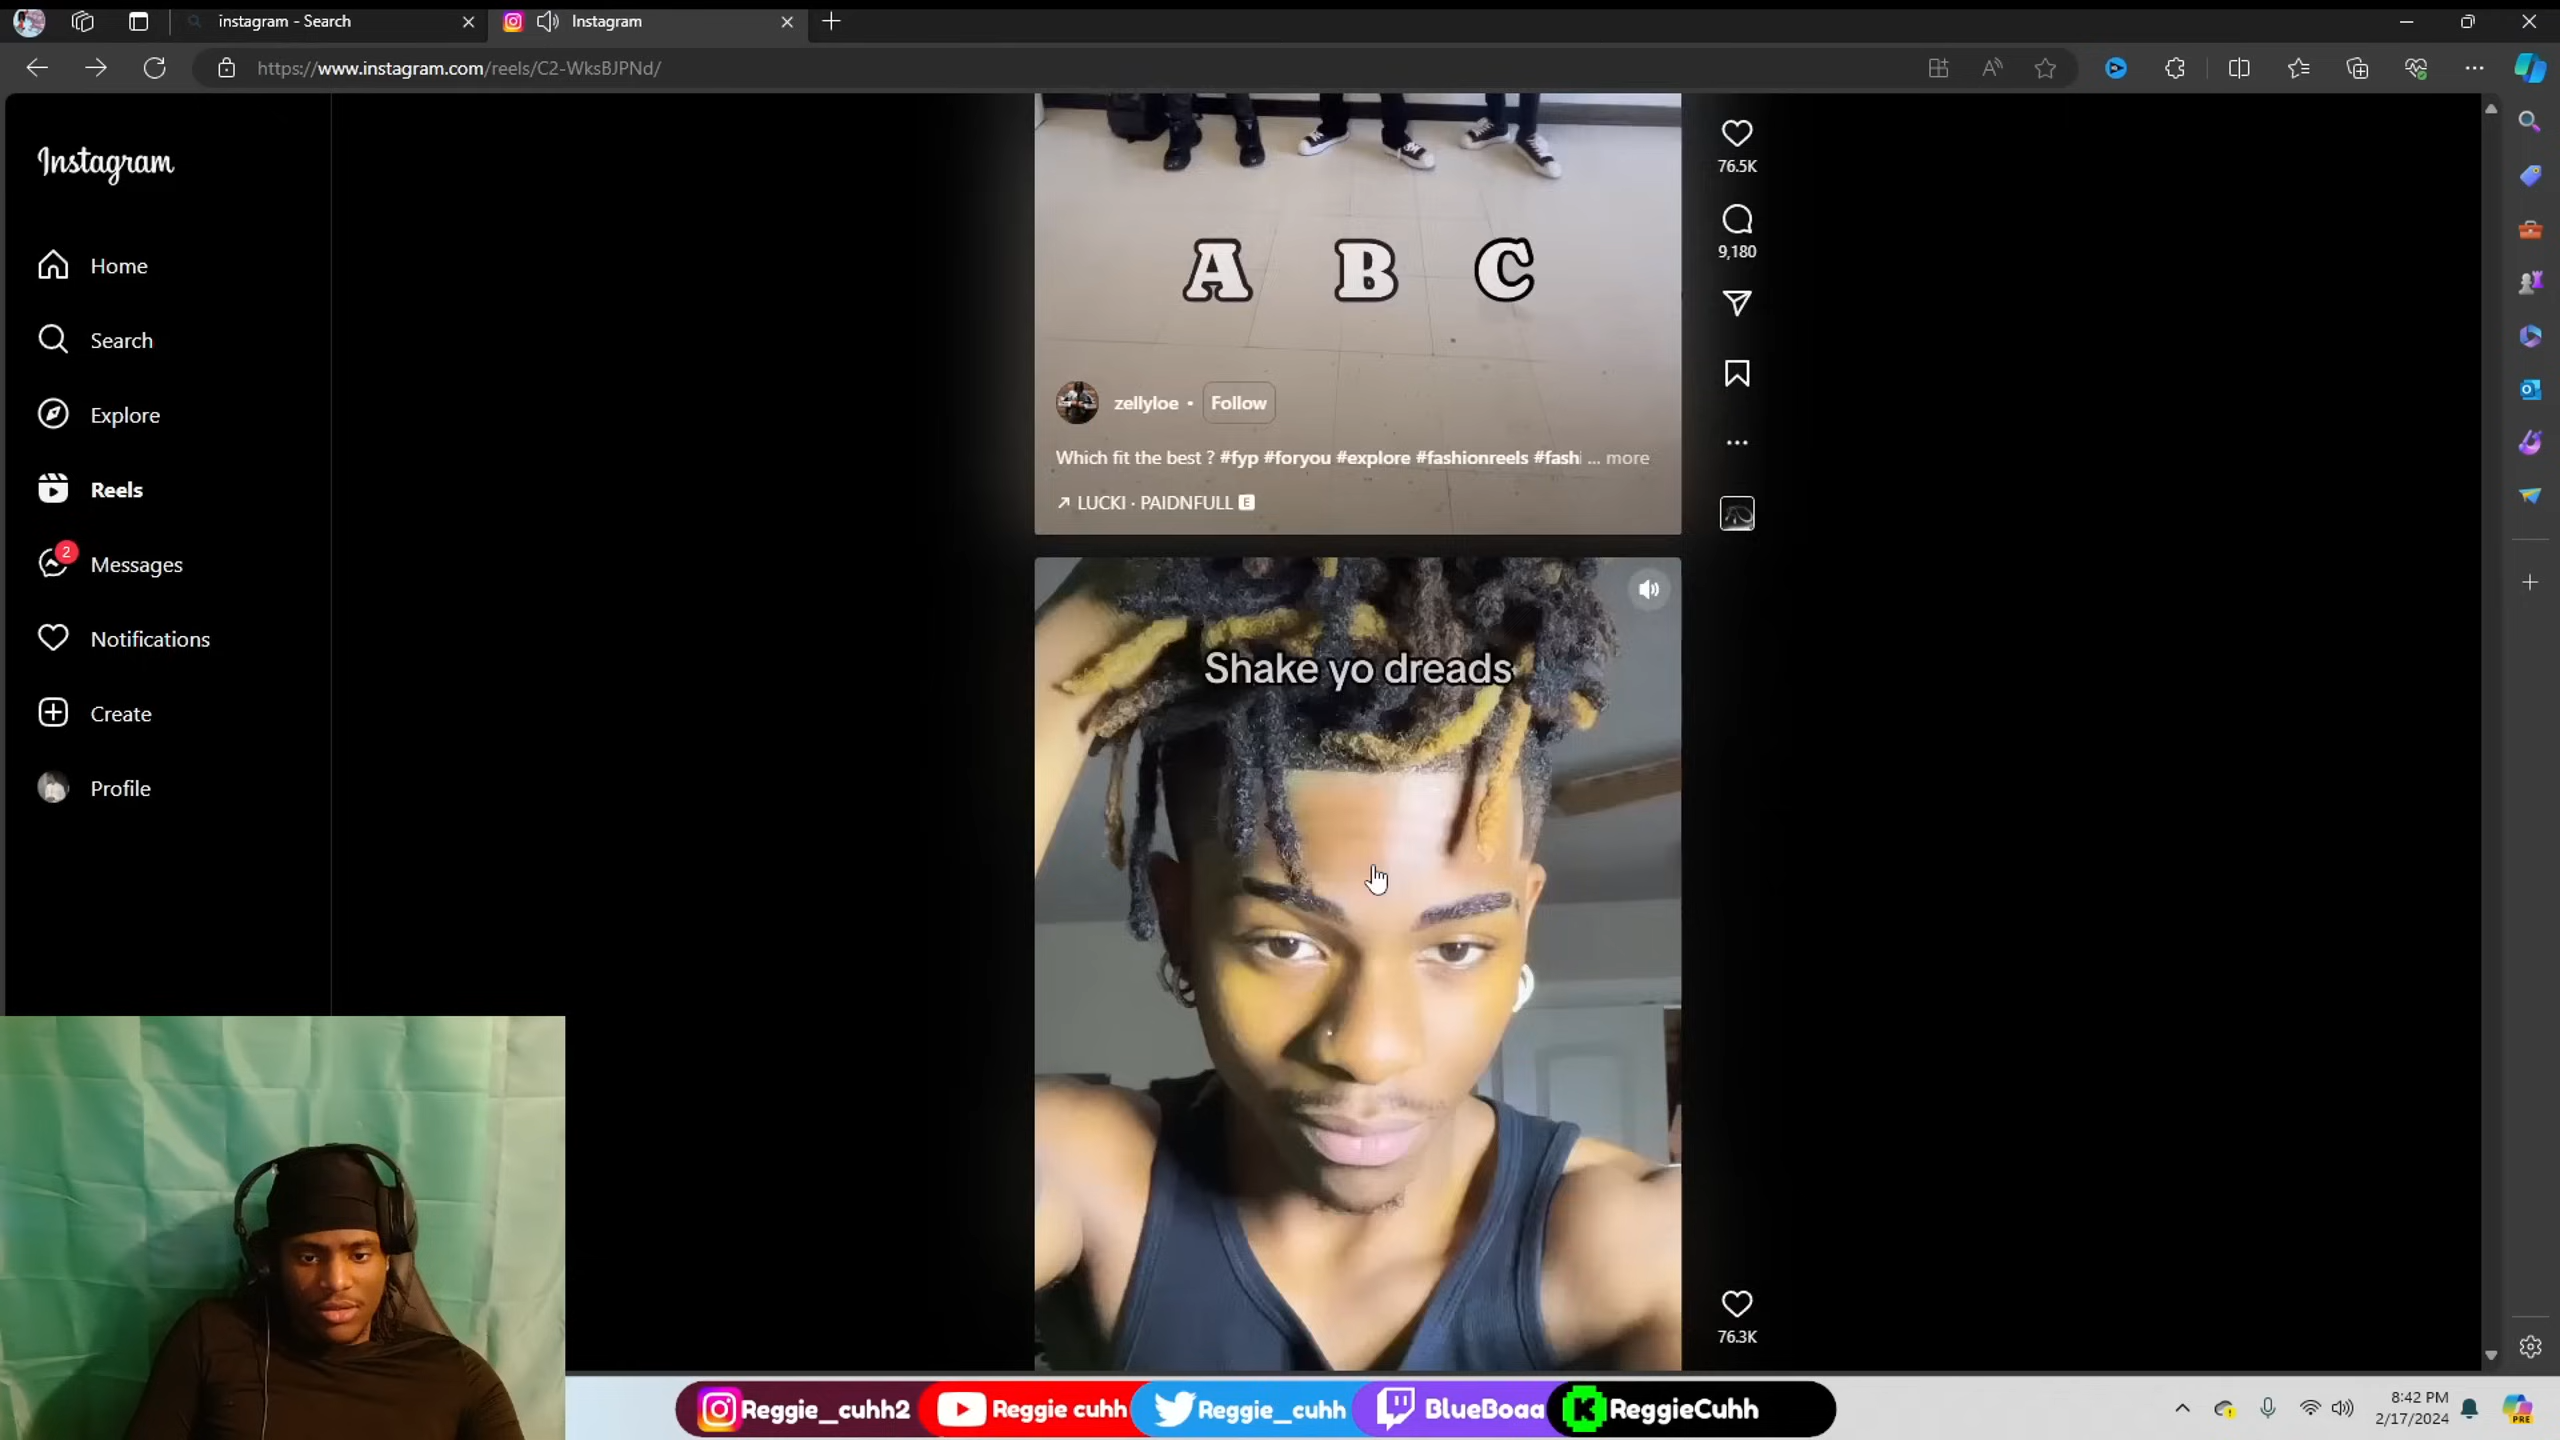 instagram - Search
Instagram
https://www.instagram.com/reels/C2-WksBJPNd/
Instagram
Home
Search
Explore
Reels
2
Messages
Notifications
Create
Profile
A B C
zellyloe • Follow
Which fit the best ? #fyp #foryou #explore #fashionreels #fash ... more
LUCKI · PAIDNFULL E
76.5K
9,180
Shake yo dreads
76.3K
Reggie_cuhh2
Reggie cuhh
Reggie_cuhh
BlueBoaa
ReggieCuhh
8:42 PM
2/17/2024
PRE